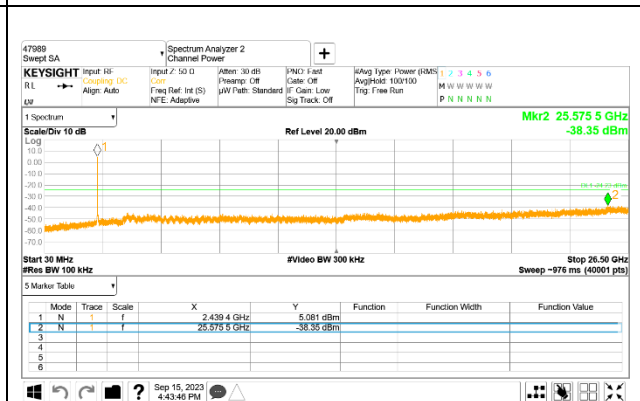 47989
Swept SA
Spectrum Analyzer 2
Channel Power
+
KEYSIGHT Input: RF Input Z: 50 Ω Atten: 30 dB PNO: Fast #Avg Type: Power (RMS 1 2 3 4 5 6
RL Coupling: DC Corr Preamp: Off Gate: Off Avg|Hold: 100/100 M W W W W W
Align: Auto Freq Ref: Int (S) µW Path: Standard IF Gain: Low Trig: Free Run
NFE: Adaptive Sig Track: Off P N N N N N
1 Spectrum
Mkr2 25.575 5 GHz
Scale/Div 10 dB Ref Level 20.00 dBm -38.35 dBm
Log
10.0
0.00
-10.0
-20.0
-30.0
-40.0
-50.0
-60.0
-70.0
1
2
Start 30 MHz #Video BW 300 kHz Stop 26.50 GHz
#Res BW 100 kHz Sweep ~976 ms (40001 pts)
5 Marker Table
Mode Trace Scale X Y Function Function Width Function Value
1 N 1 f 2.439 4 GHz 5.081 dBm
2 N 1 f 25.575 5 GHz -38.35 dBm
3
4
5
6
? Sep 15, 2023
4:43:46 PM